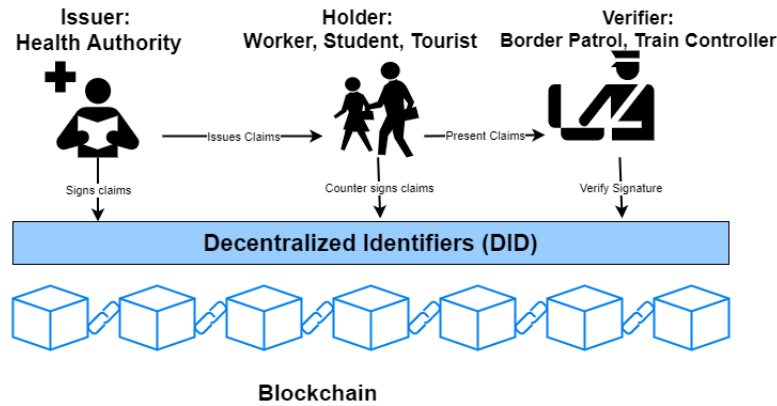 Issuer:
Health Authority
Holder:
Worker, Student, Tourist
Verifier:
Border Patrol, Train Controller
Issues Claims
Present Claims
Signs claims
Counter signs claims
Verify Signature
Decentralized Identifiers (DID)
Blockchain